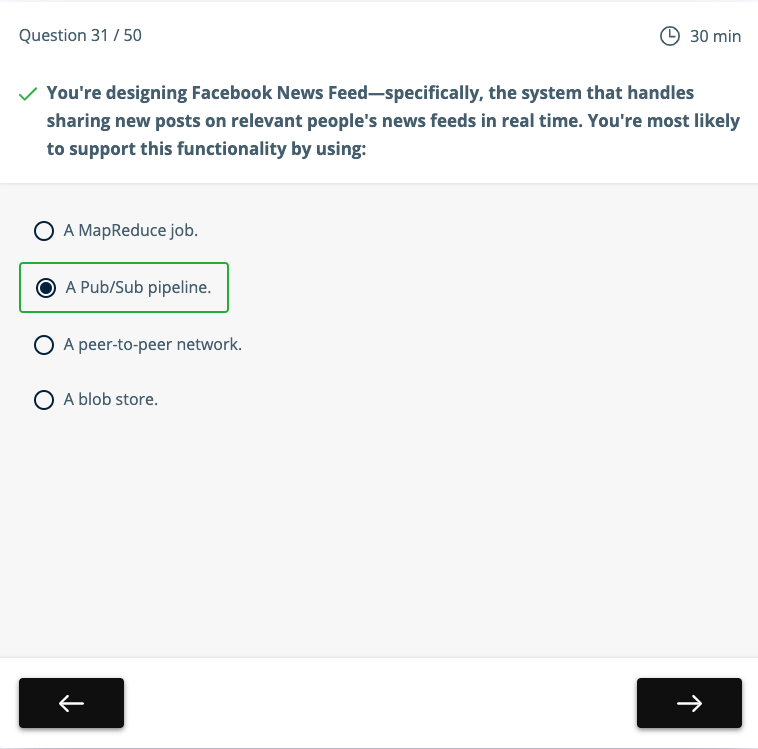 Question 31 / 50
30 min
You're designing Facebook News Feed—specifically, the system that handles
sharing new posts on relevant people's news feeds in real time. You're most likely
to support this functionality by using:
A MapReduce job.
A Pub/Sub pipeline.
A peer-to-peer network.
A blob store.